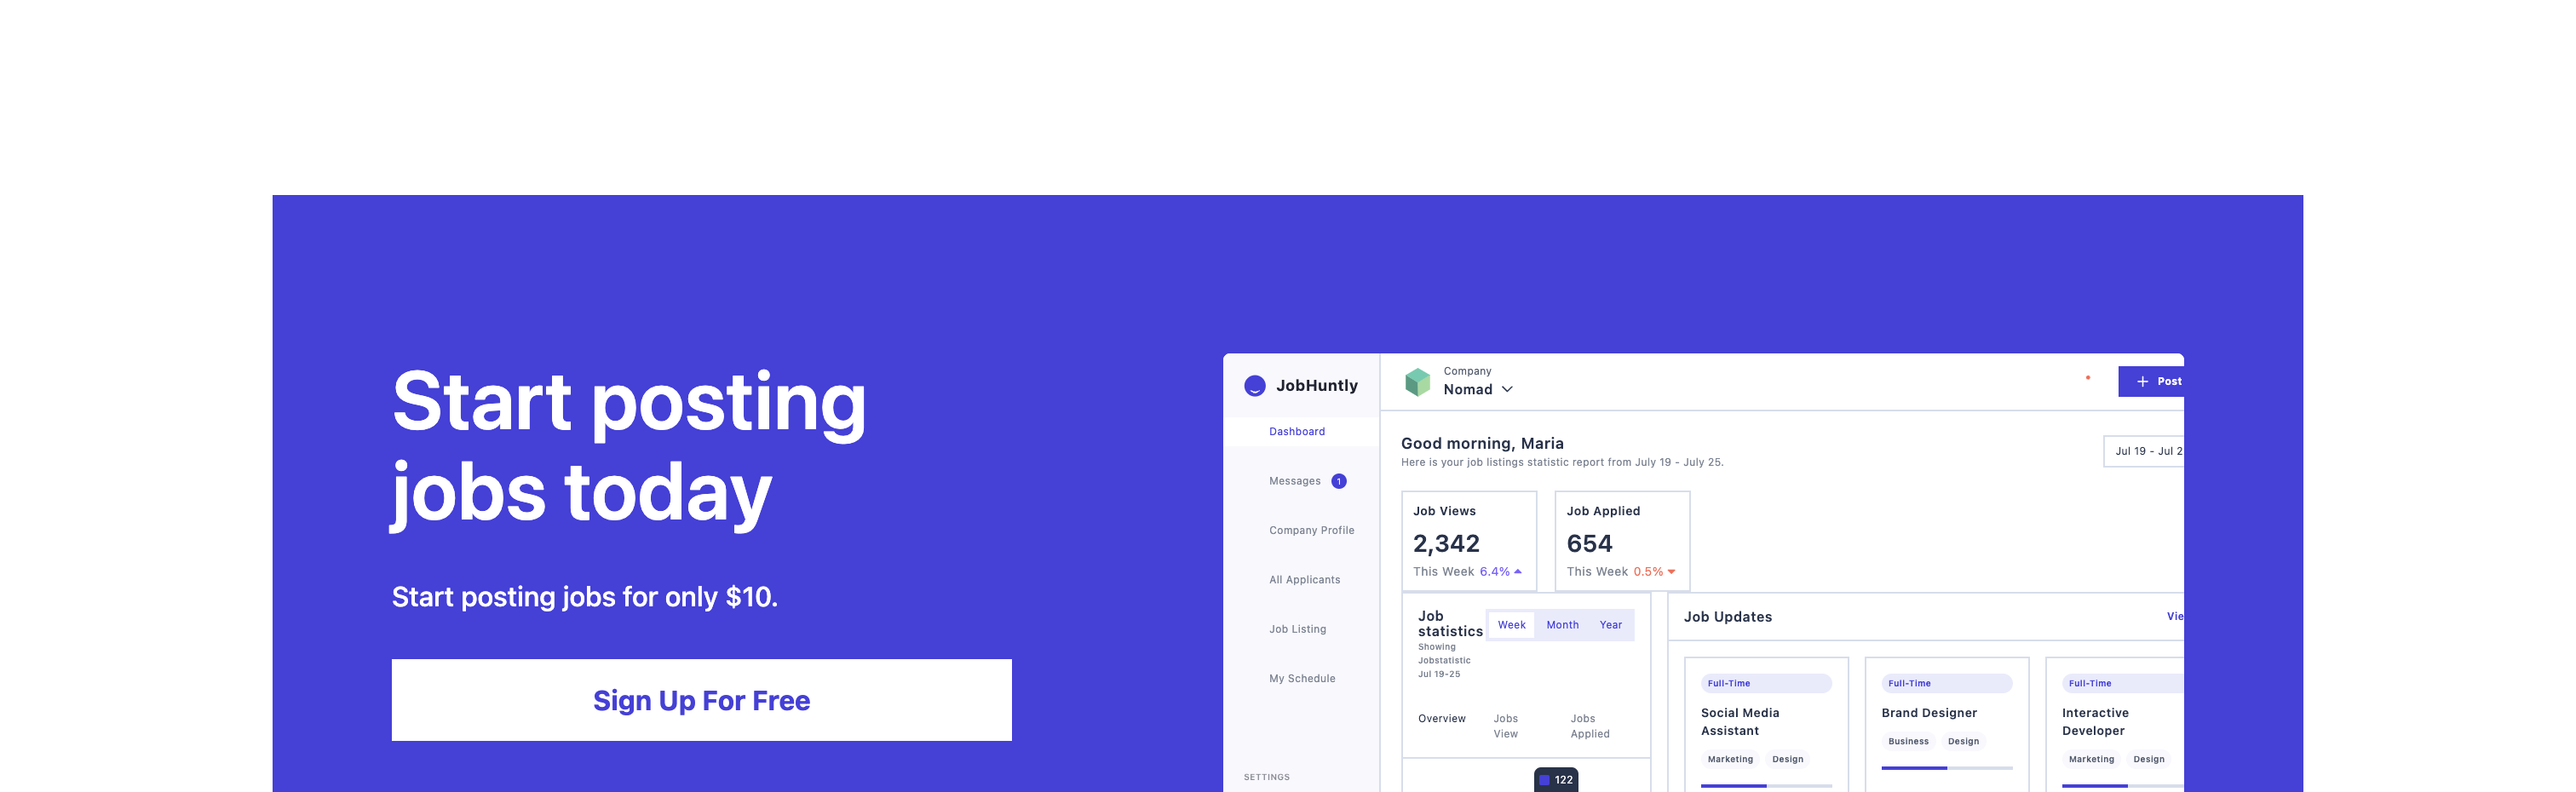 Start posting
jobs today
Start posting jobs for only $10.
Sign Up For Free
JobHuntly
Dashboard
Messages 1
Company Profile
All Applicants
Job Listing
My Schedule
SETTINGS
Company
Nomad
+ Post
Good morning, Maria
Here is your job listings statistic report from July 19 - July 25.
Jul 19 - Jul 2
Job Views
2,342
This Week 6.4%
Job Applied
654
This Week 0.5%
Job
statistics
Showing
Jobstatistic
Jul 19-25
Week Month Year
Overview
Jobs
View
Jobs
Applied
122
Job Updates
Vie
Full-Time
Social Media
Assistant
Marketing Design
Full-Time
Brand Designer
Business Design
Full-Time
Interactive
Developer
Marketing Design